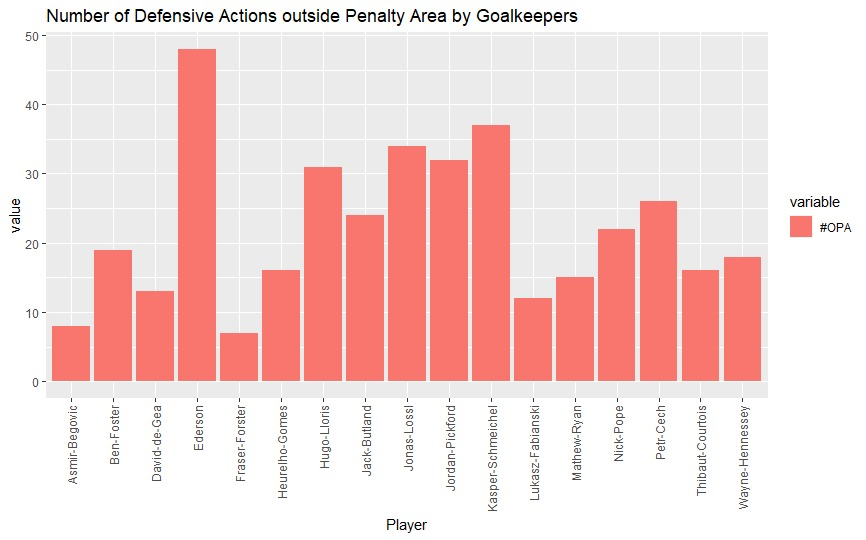 Number of Defensive Actions outside Penalty Area by Goalkeepers
value
50
40
30
20
10
0
Asmir-Begovic
Ben-Foster
David-de-Gea
Ederson
Fraser-Forster
Heurelho-Gomes
Hugo-Lloris
Jack-Butland
Jonas-Lossl
Jordan-Pickford
Kasper-Schmeichel
Lukasz-Fabianski
Mathew-Ryan
Nick-Pope
Petr-Cech
Thibaut-Courtois
Wayne-Hennessey
Player
variable
#OPA